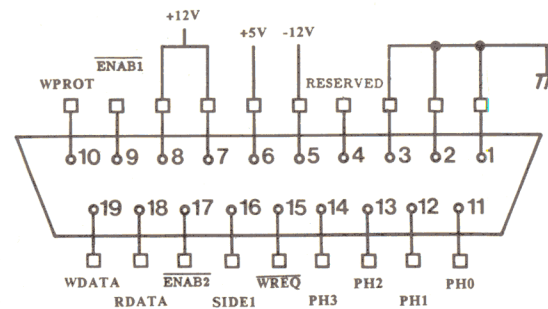 +12V
+5V -12V
ENAB1
WPROT RESERVED
10 9 8 7 6 5 4 3 2 1
19 18 17 16 15 14 13 12 11
WDATA ENAB2 WREQ PH2 PH0
RDATA SIDE1 PH3 PH1